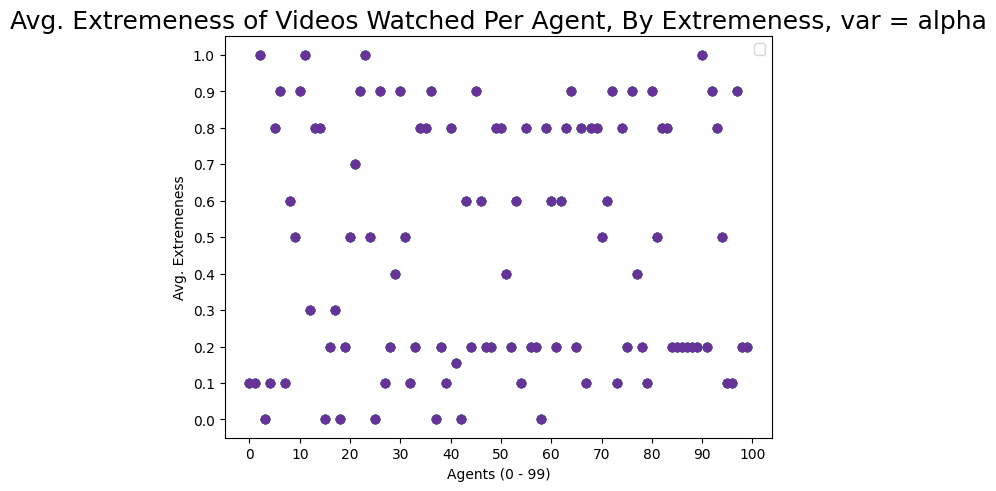 Avg. Extremeness of Videos Watched Per Agent, By Extremeness, var = alpha
1.0
0.9
0.8
0.7
0.6
0.5
0.4
0.3
0.2
0.1
0.0
Avg. Extremeness
0 10 20 30 40 50 60 70 80 90 100
Agents (0 - 99)